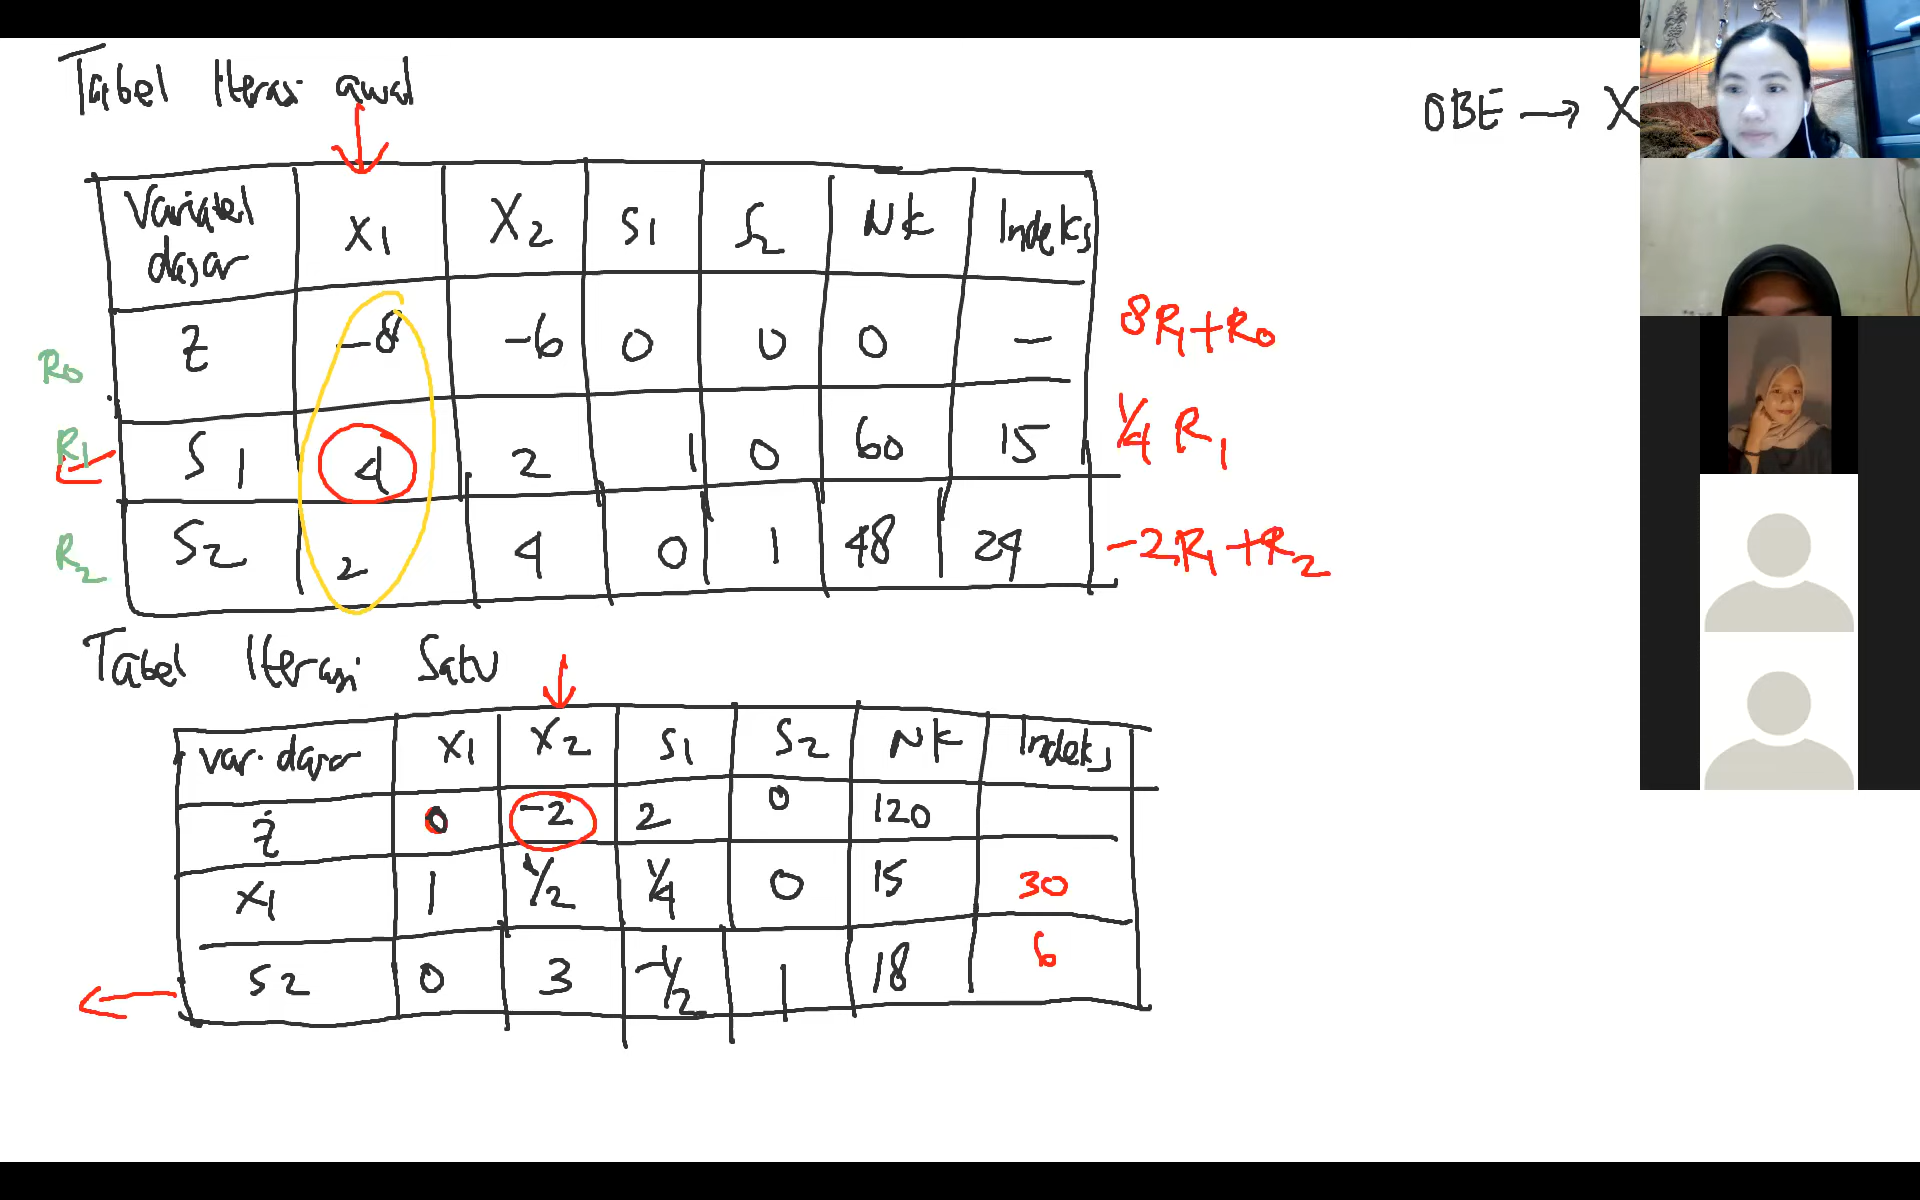 Tabel Iterasi awal
OBE → X
Variabel dasar X1 X2 S1 S2 NK Indeks
R0 Z -8 -6 0 0 0 - 8R1+R0
R1 S1 4 2 1 0 60 15 1/4 R1
R2 S2 2 4 0 1 48 24 -2R1+R2
Tabel Iterasi Satu
var. dasar X1 X2 S1 S2 NK Indeks
Z 0 -2 2 0 120
X1 1 1/2 1/4 0 15 30
S2 0 3 -1/2 1 18 6